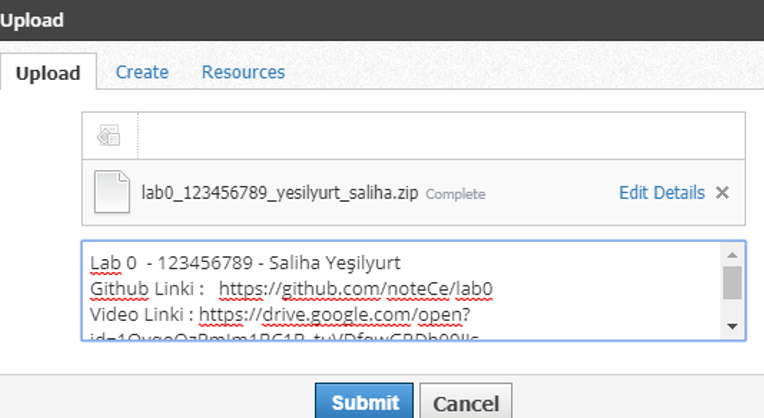 Upload
Upload Create Resources
lab0_123456789_yesilyurt_saliha.zip Complete Edit Details ✕
Lab 0 - 123456789 - Saliha Yeşilyurt
Github Linki : https://github.com/noteCe/lab0
Video Linki : https://drive.google.com/open?
Submit Cancel